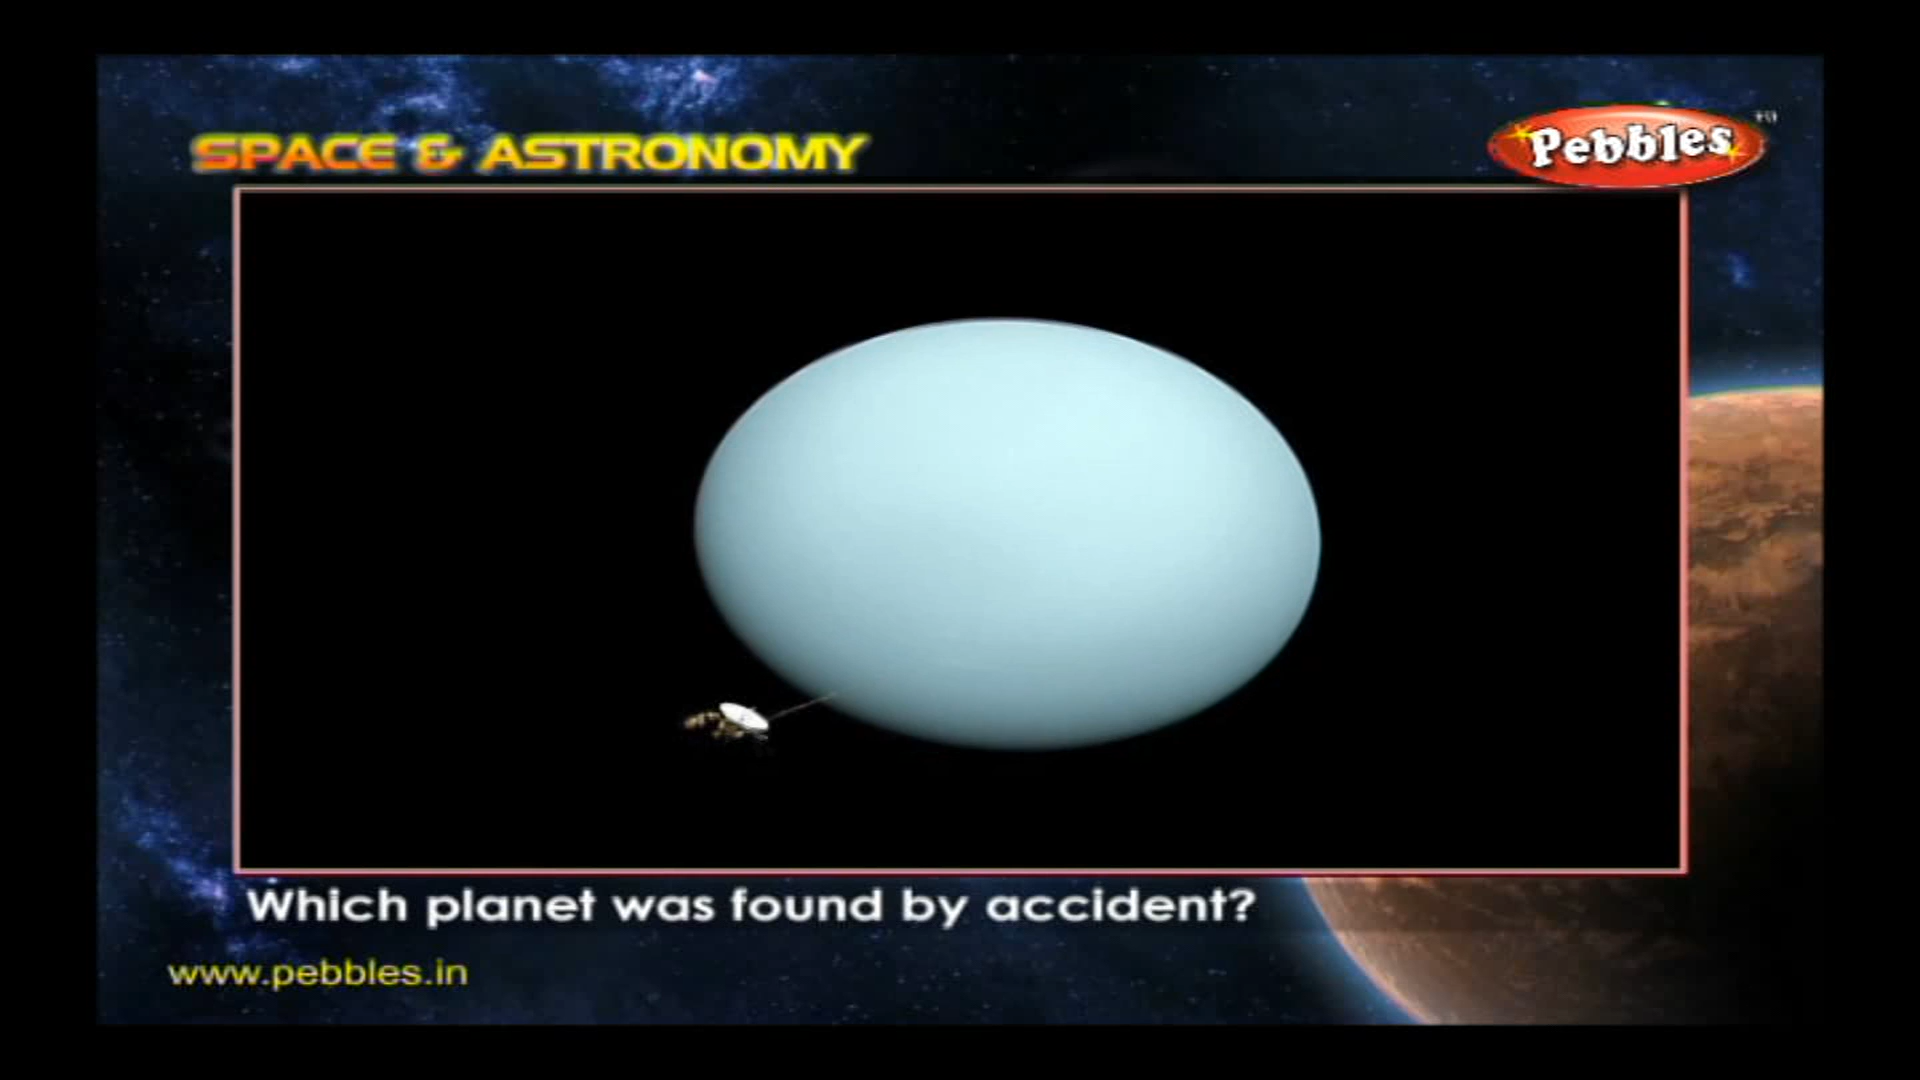 SPACE & ASTRONOMY
Pebbles
Which planet was found by accident?
www.pebbles.in